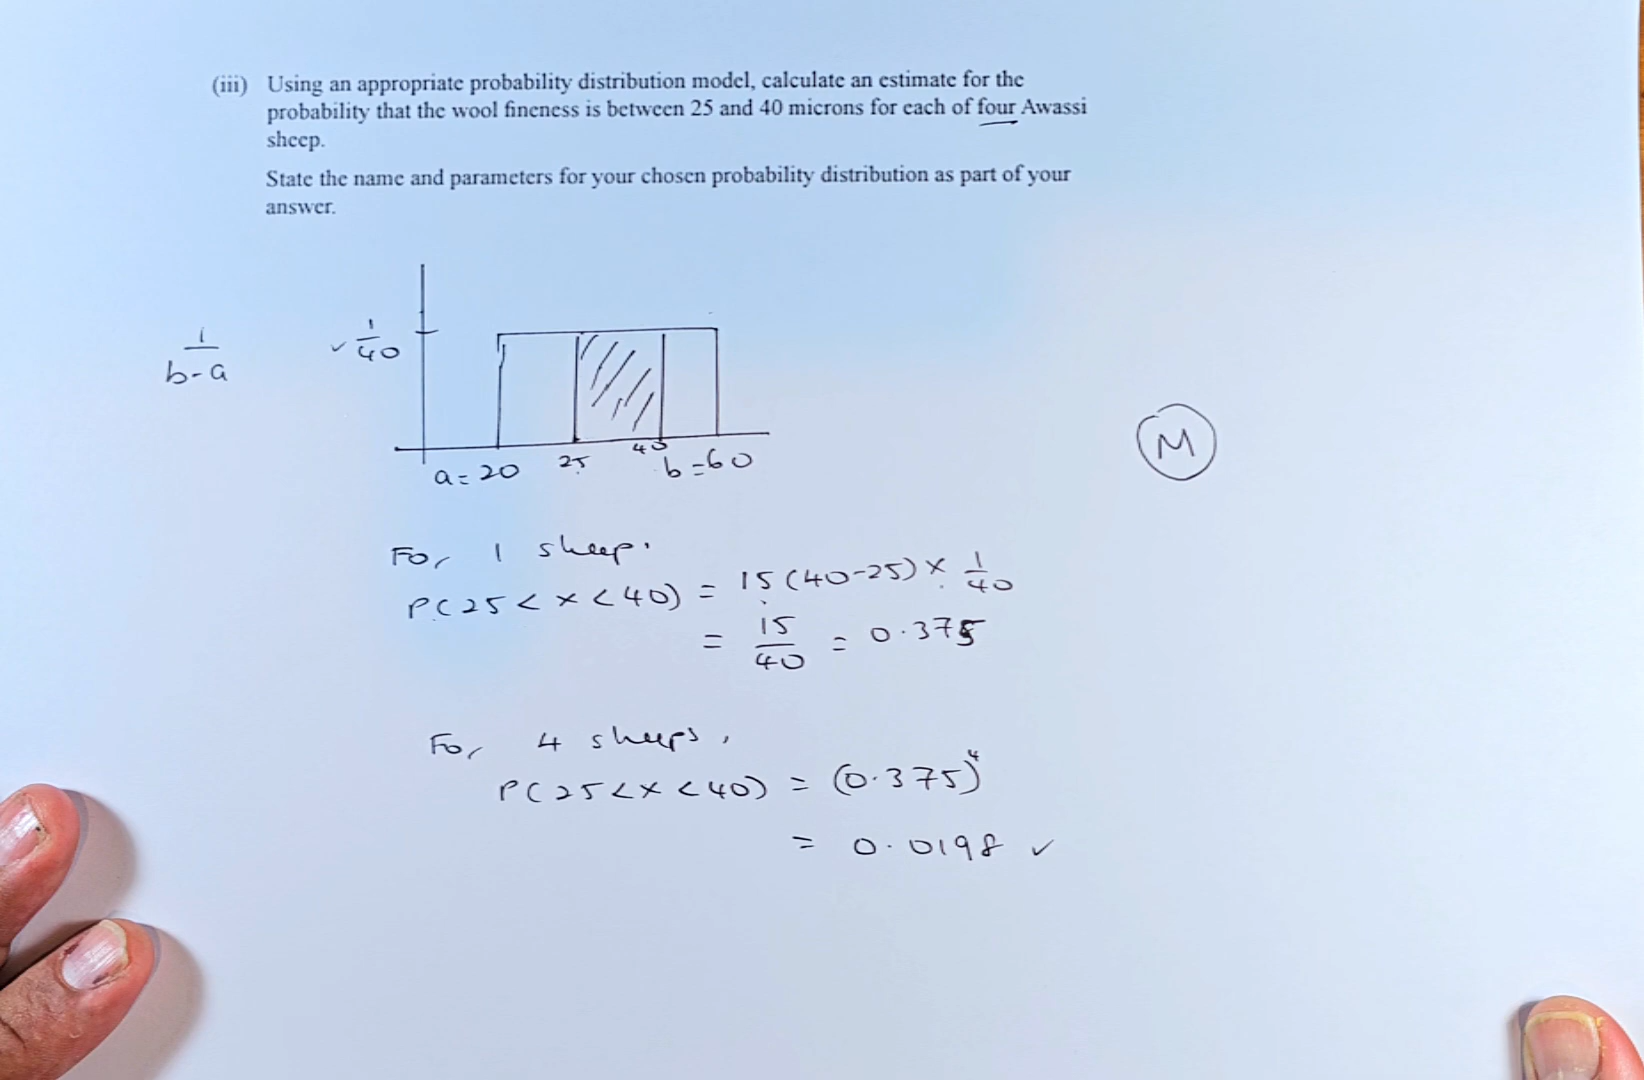 (iii) Using an appropriate probability distribution model, calculate an estimate for the
probability that the wool fineness is between 25 and 40 microns for each of four Awassi
sheep.
State the name and parameters for your chosen probability distribution as part of your
answer.
1/(b-a)
✓ 1/40
a=20 25 40 b=60
M
For 1 sheep.
P(25<x<40) = 15(40-25) × 1/40
= 15/40 = 0.375
For 4 sheeps,
P(25<x<40) = (0.375)⁴
= 0.0198 ✓